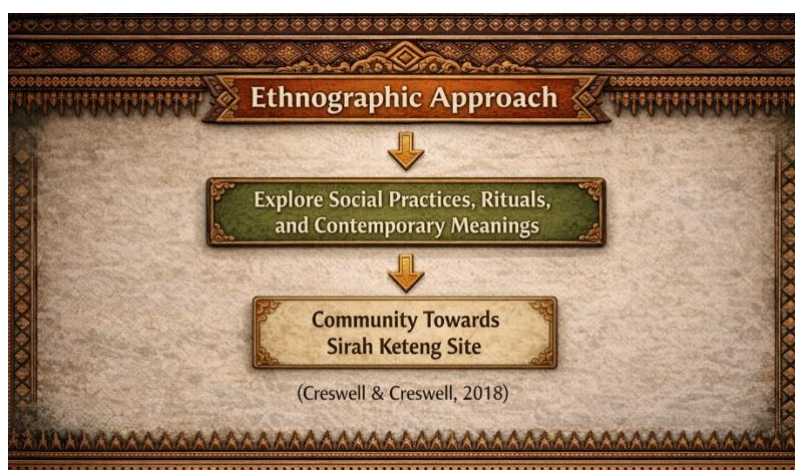 Ethnographic Approach
Explore Social Practices, Rituals,
and Contemporary Meanings
Community Towards
Sirah Keteng Site
(Creswell & Creswell, 2018)